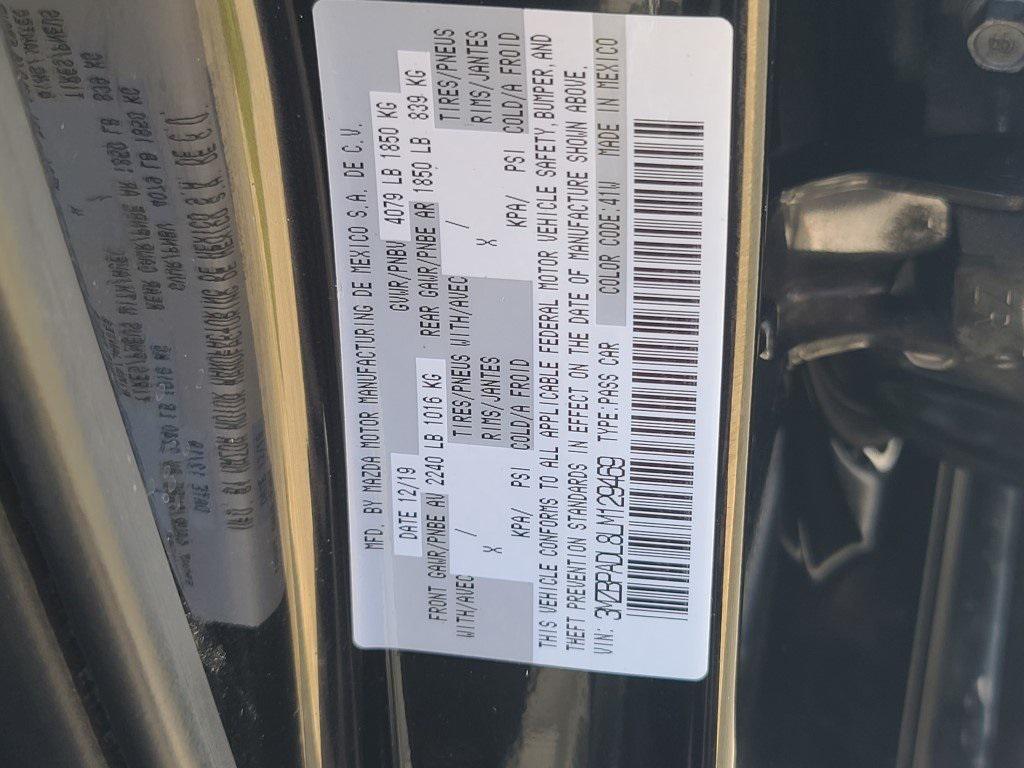 MFD. BY MAZDA MOTOR MANUFACTURING DE MEXICO S.A. DE C.V.
DATE 12/19 GVWR/PNBV 4079 LB 1850 KG
FRONT GAWR/PNBE AV 2240 LB 1016 KG REAR GAWR/PNBE AR 1850 LB 839 KG
WITH/AVEC / TIRES/PNEUS WITH/AVEC / TIRES/PNEUS
X RIMS/JANTES X RIMS/JANTES
KPA/ PSI COLD/A FROID KPA/ PSI COLD/A FROID
THIS VEHICLE CONFORMS TO ALL APPLICABLE FEDERAL MOTOR VEHICLE SAFETY,BUMPER,AND
THEFT PREVENTION STANDARDS IN EFFECT ON THE DATE OF MANUFACTURE SHOWN ABOVE.
VIN: 3MZBPADL8LM129469 TYPE:PASS CAR COLOR CODE:41W MADE IN MEXICO